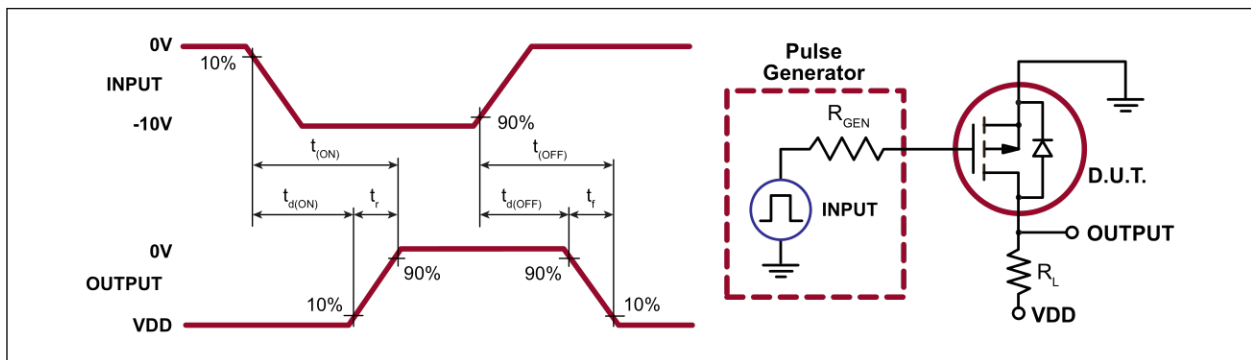 0V
10%
INPUT
-10V
90%
t(ON)
t(OFF)
td(ON)
tr
td(OFF)
tf
0V
90%
90%
OUTPUT
10%
10%
VDD
Pulse
Generator
RGEN
INPUT
D.U.T.
OUTPUT
RL
VDD